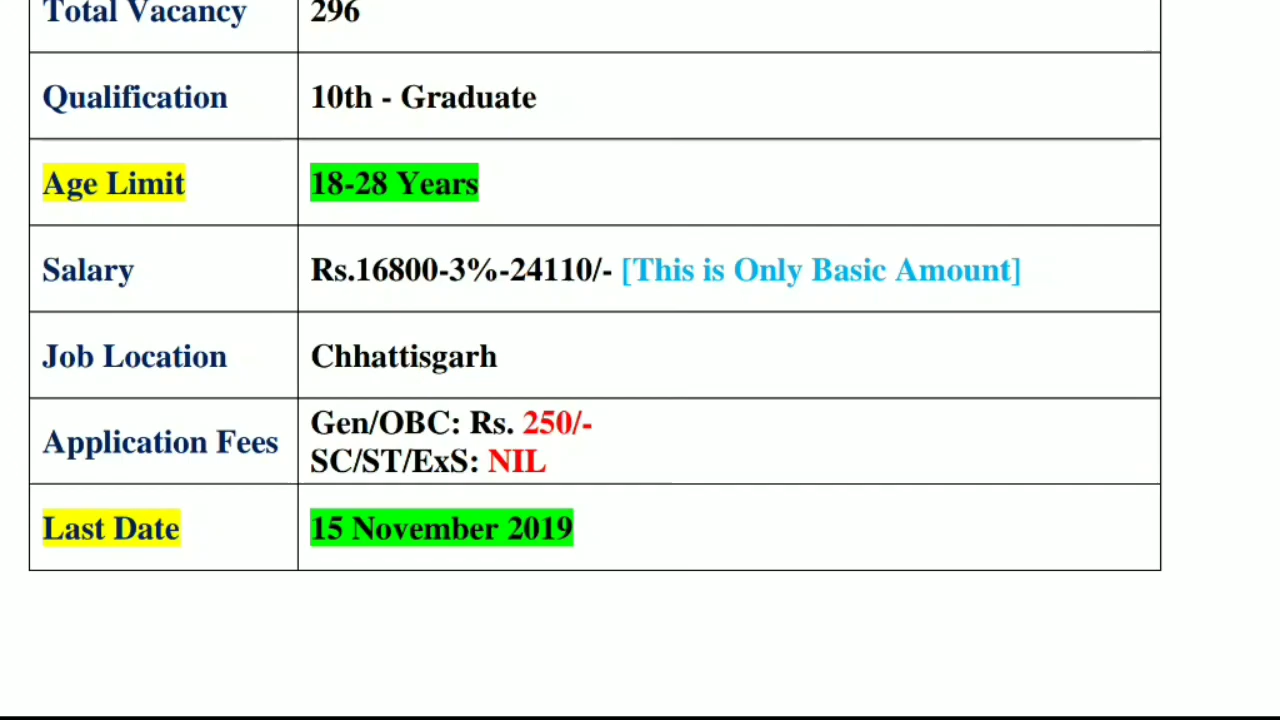 Total Vacancy 296
Qualification 10th - Graduate
Age Limit 18-28 Years
Salary Rs.16800-3%-24110/- [This is Only Basic Amount]
Job Location Chhattisgarh
Application Fees Gen/OBC: Rs. 250/-
SC/ST/ExS: NIL
Last Date 15 November 2019